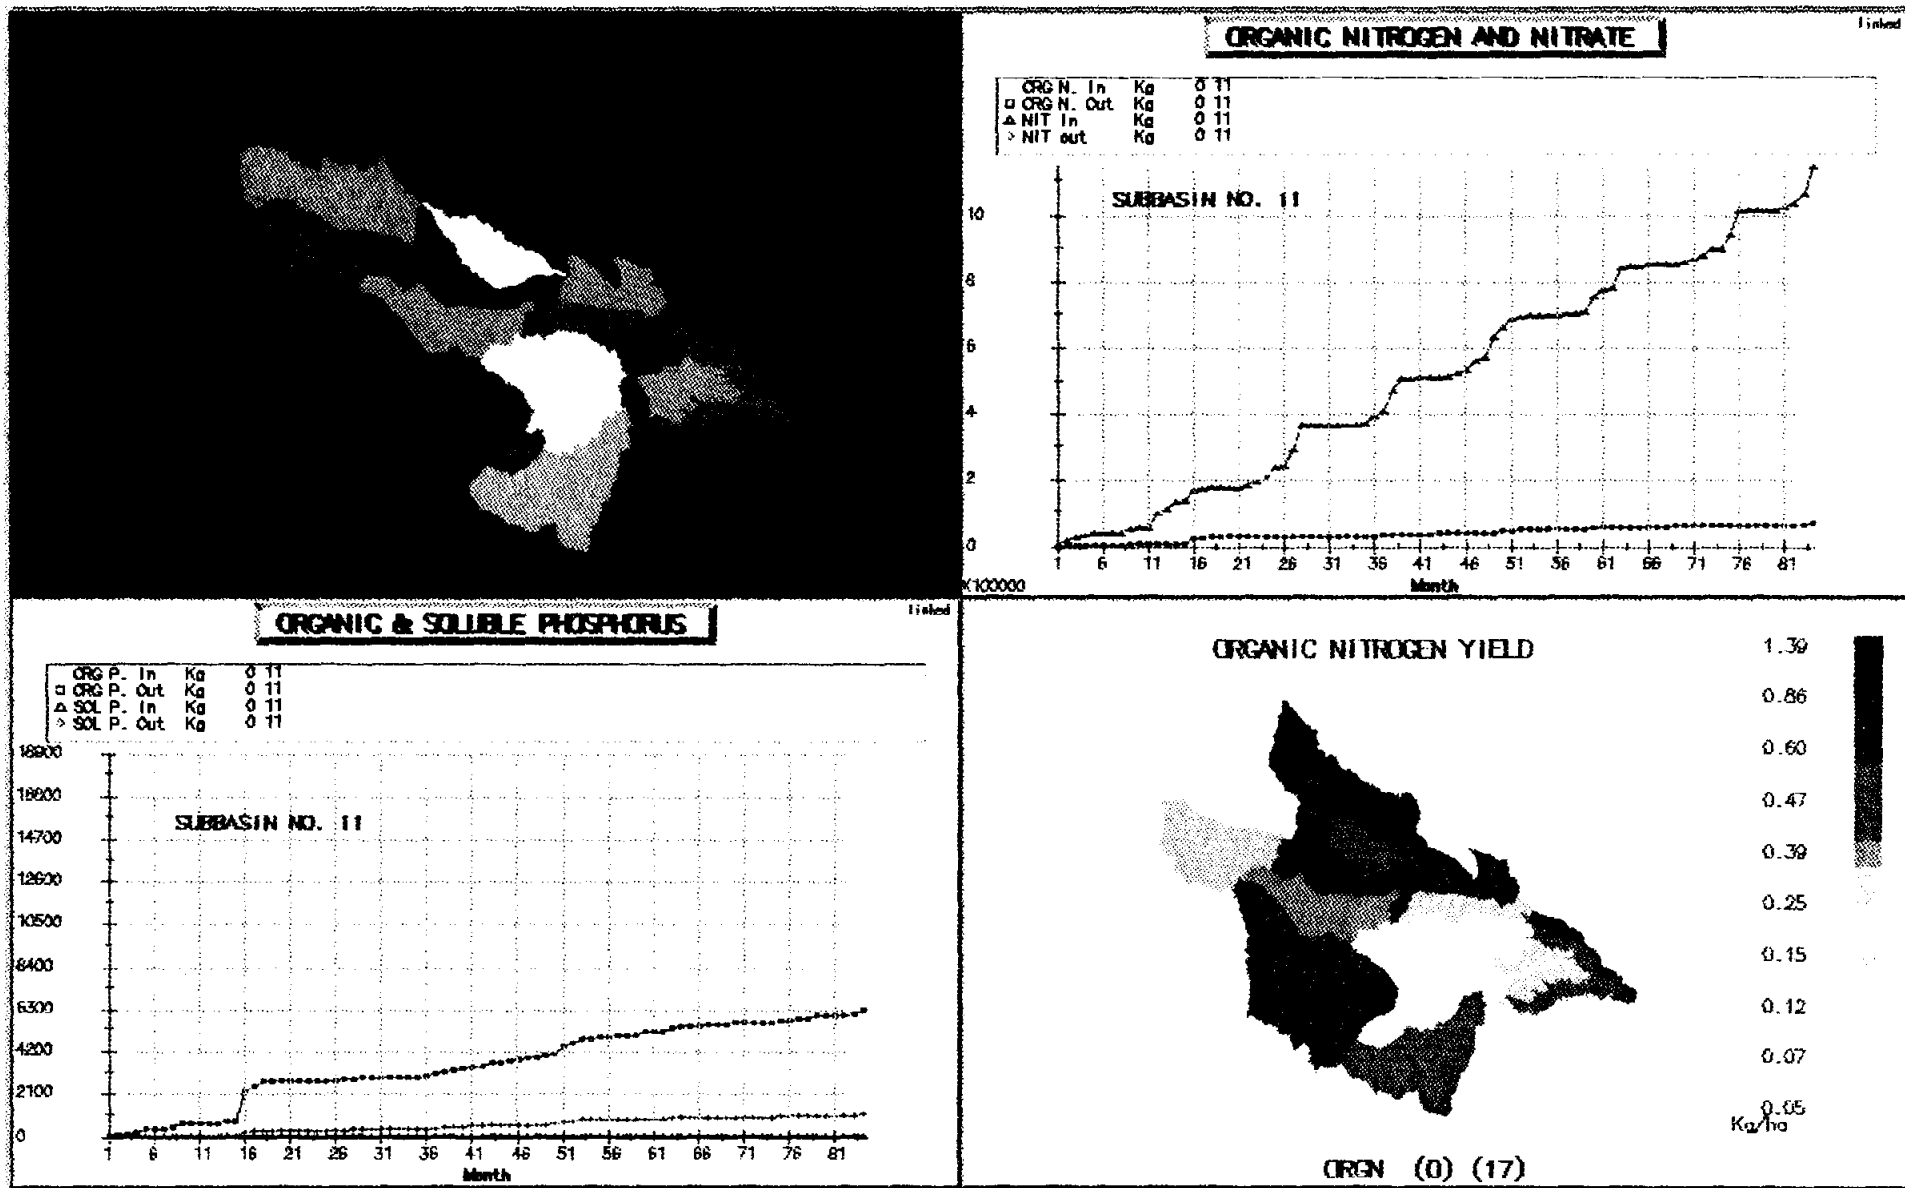 linked
ORGANIC NITROGEN AND NITRATE
ORG N. In Kg 0 11
ORG N. Out Kg 0 11
NIT In Kg 0 11
NIT out Kg 0 11
SUBBASIN NO. 11
10
8
6
4
2
0
1 6 11 16 21 26 31 36 41 46 51 56 61 66 71 76 81
X100000
Month
linked
ORGANIC & SOLUBLE PHOSPHORUS
ORG P. In Kg 0 11
ORG P. Out Kg 0 11
SOL P. In Kg 0 11
SOL P. Out Kg 0 11
18900
16800
SUBBASIN NO. 11
14700
12600
10500
8400
6300
4200
2100
0
1 6 11 16 21 26 31 36 41 46 51 56 61 66 71 76 81
Month
ORGANIC NITROGEN YIELD
1.39
0.86
0.60
0.47
0.39
0.25
0.15
0.12
0.07
0.05
Kg/ha
ORGN (0) (17)